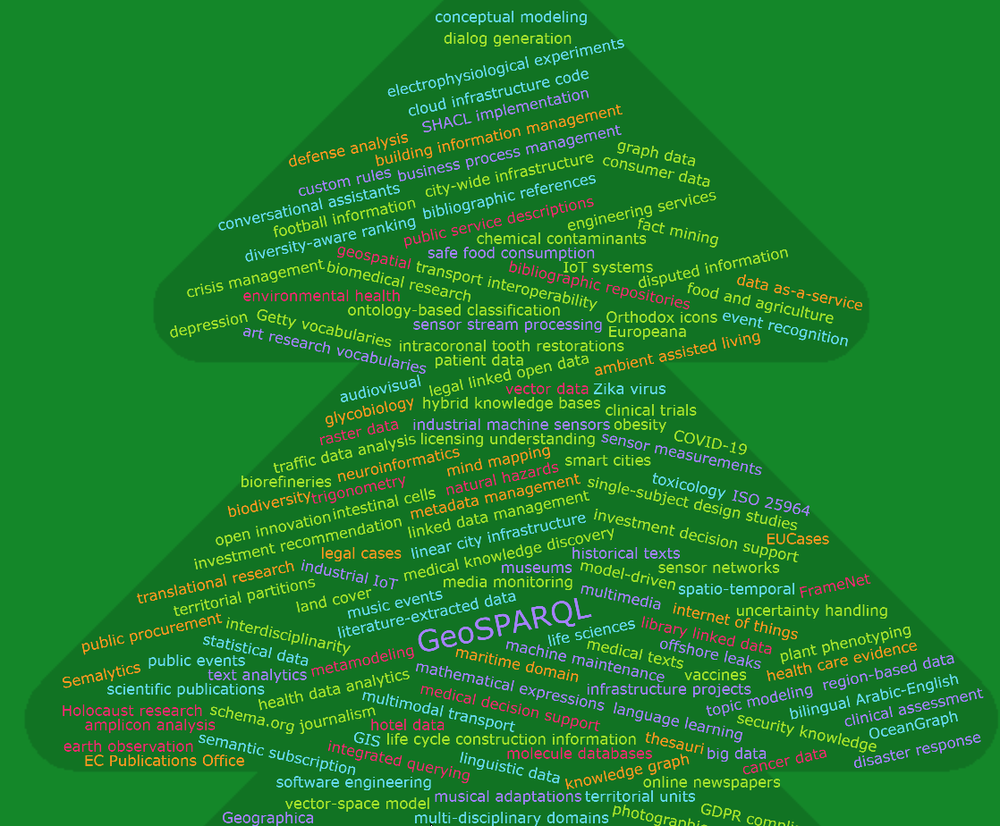 conceptual modeling
dialog generation
electrophysiological experiments
cloud infrastructure code
SHACL implementation
building information management
defense analysis
business process management
graph data
custom rules
city-wide infrastructure
consumer data
conversational assistants
bibliographic references
football information
engineering services
diversity-aware ranking
public service descriptions
fact mining
chemical contaminants
safe food consumption
geospatial
IoT systems
disputed information
crisis management
biomedical research
transport interoperability
bibliographic repositories
data as-a-service
environmental health
food and agriculture
ontology-based classification
depression
Getty vocabularies
sensor stream processing
Orthodox icons
event recognition
Europeana
art research vocabularies
intracoronal tooth restorations
ambient assisted living
patient data
legal linked open data
audiovisual
vector data
Zika virus
glycobiology
hybrid knowledge bases
clinical trials
raster data
industrial machine sensors
obesity
traffic data analysis
licensing understanding
sensor measurements
COVID-19
neuroinformatics
mind mapping
smart cities
biorefineries
trigonometry
natural hazards
toxicology
ISO 25964
biodiversity
intestinal cells
metadata management
single-subject design studies
open innovation
linked data management
investment recommendation
linear city infrastructure
investment decision support
EUCases
legal cases
medical knowledge discovery
historical texts
translational research
industrial IoT
museums
model-driven
sensor networks
territorial partitions
media monitoring
multimedia
spatio-temporal
FrameNet
land cover
music events
literature-extracted data
internet of things
uncertainty handling
public procurement
interdisciplinarity
GeoSPARQL
life sciences
library linked data
plant phenotyping
statistical data
machine maintenance
medical texts
offshore leaks
health care evidence
Semalytics
public events
text analytics
metamodeling
maritime domain
vaccines
region-based data
scientific publications
health data analytics
mathematical expressions
infrastructure projects
topic modeling
bilingual Arabic-English
Holocaust research
schema.org
journalism
multimodal transport
medical decision support
language learning
clinical assessment
amplicon analysis
hotel data
security knowledge
OceanGraph
earth observation
semantic subscription
GIS
life cycle construction information
thesauri
big data
disaster response
EC Publications Office
integrated querying
linguistic data
molecule databases
knowledge graph
cancer data
software engineering
online newspapers
vector-space model
musical adaptations
territorial units
Geographica
multi-disciplinary domains
GDPR